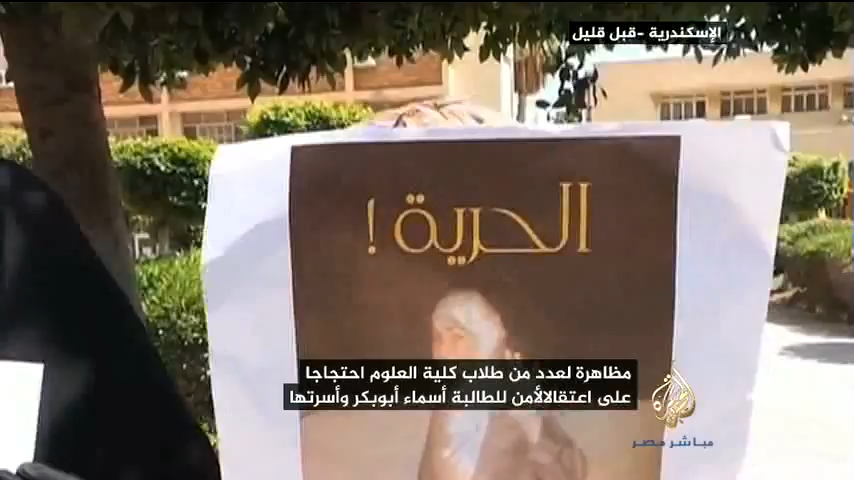 الإسكندرية -قبل قليل
الحرية !
مظاهرة لعدد من طلاب كلية العلوم احتجاجا
على اعتقالالأمن للطالبة أسماء أبوبكر وأسرتها
مباشر مصر